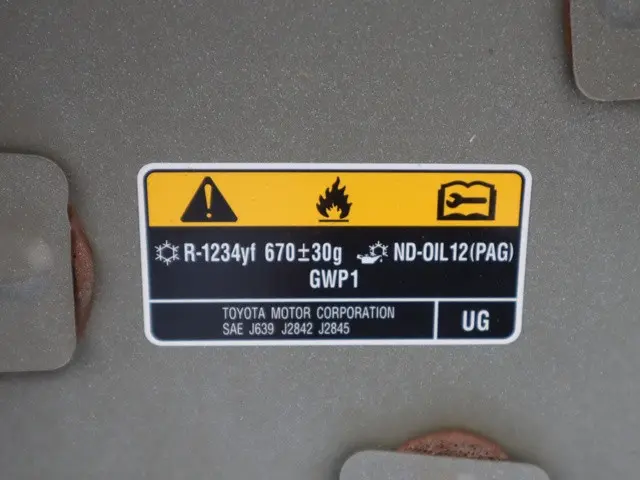 R-1234yf 670±30g ND-OIL12(PAG)
GWP1
TOYOTA MOTOR CORPORATION
SAE J639 J2842 J2845
UG